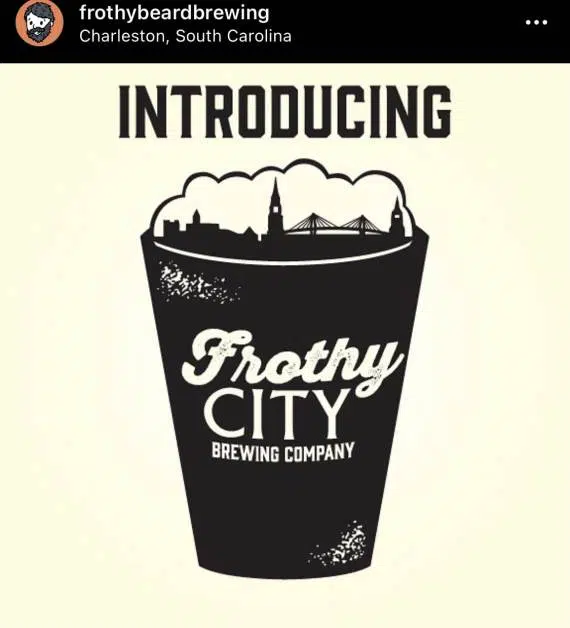 frothybeardbrewing
Charleston, South Carolina
INTRODUCING
Frothy
CITY
BREWING COMPANY